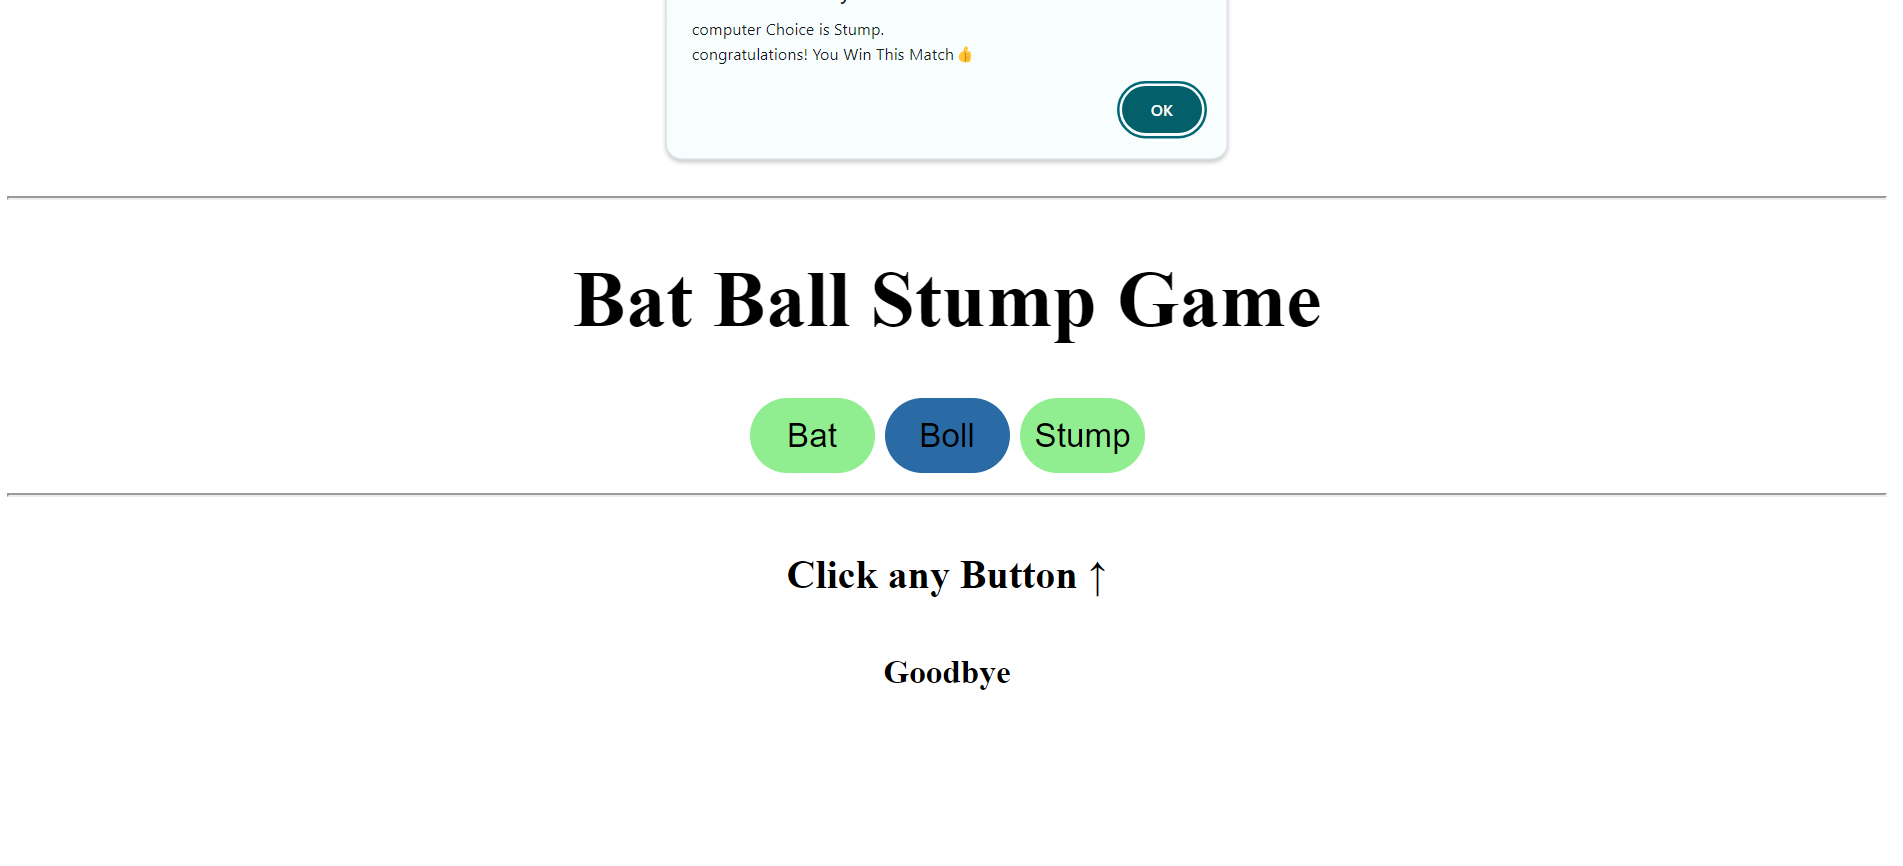 computer Choice is Stump.
congratulations! You Win This Match 👍
OK
Bat Ball Stump Game
Bat Boll Stump
Click any Button ↑
Goodbye